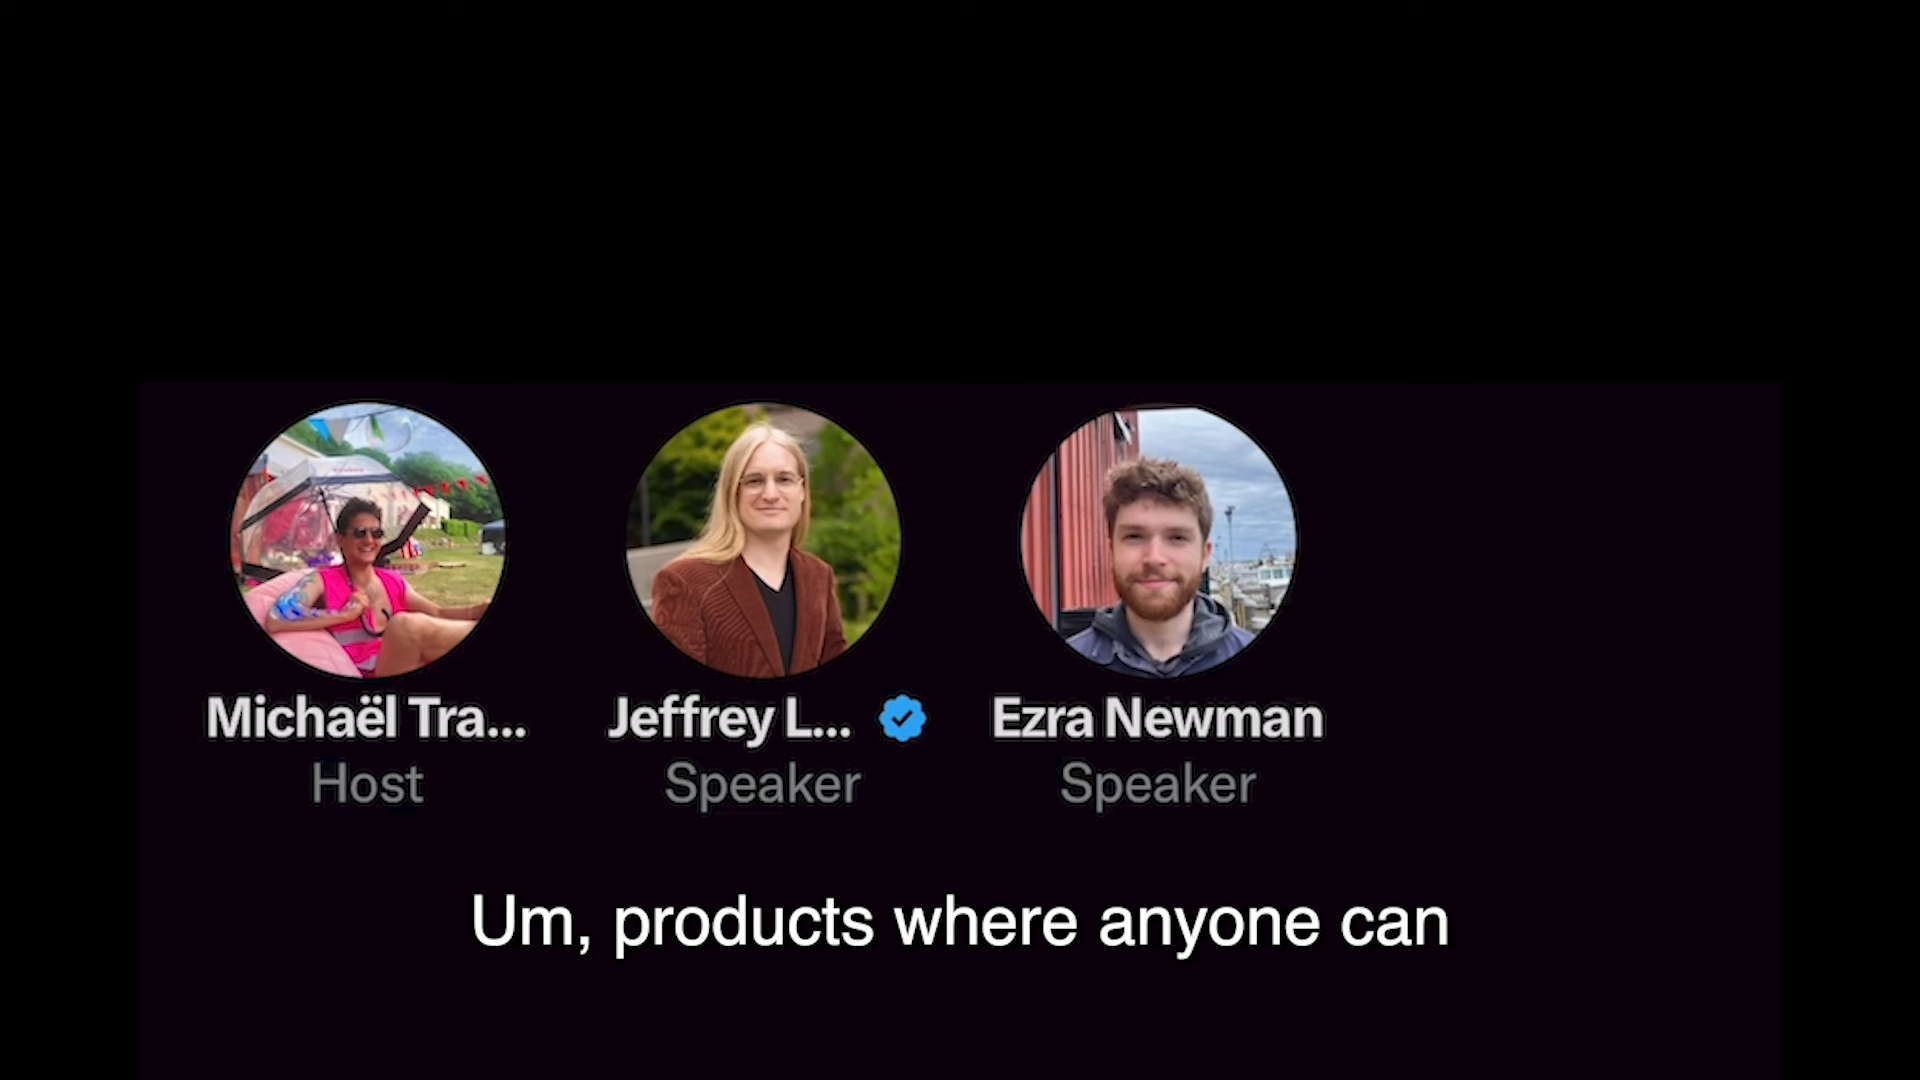 Michaël Tra...
Host
Jeffrey L...
Speaker
Ezra Newman
Speaker
Um, products where anyone can